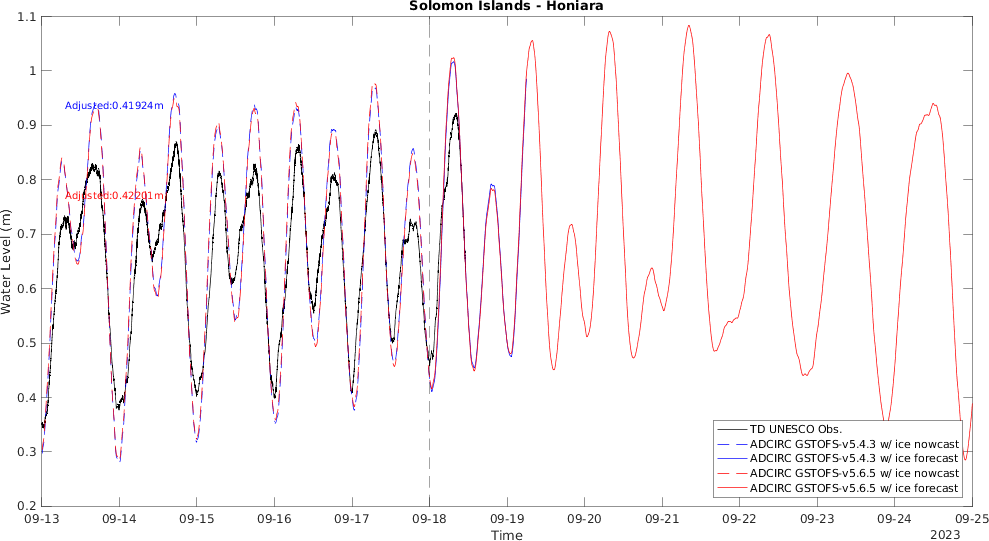 Solomon Islands - Honiara
1.1
1
0.9
0.8
0.7
0.6
0.5
0.4
0.3
0.2
Water Level (m)
Adjusted:0.41924m
Adjusted:0.42201m
TD UNESCO Obs.
ADCIRC GSTOFS-v5.4.3 w/ ice nowcast
ADCIRC GSTOFS-v5.4.3 w/ ice forecast
ADCIRC GSTOFS-v5.6.5 w/ ice nowcast
ADCIRC GSTOFS-v5.6.5 w/ ice forecast
09-13 09-14 09-15 09-16 09-17 09-18 09-19 09-20 09-21 09-22 09-23 09-24 09-25
Time
2023